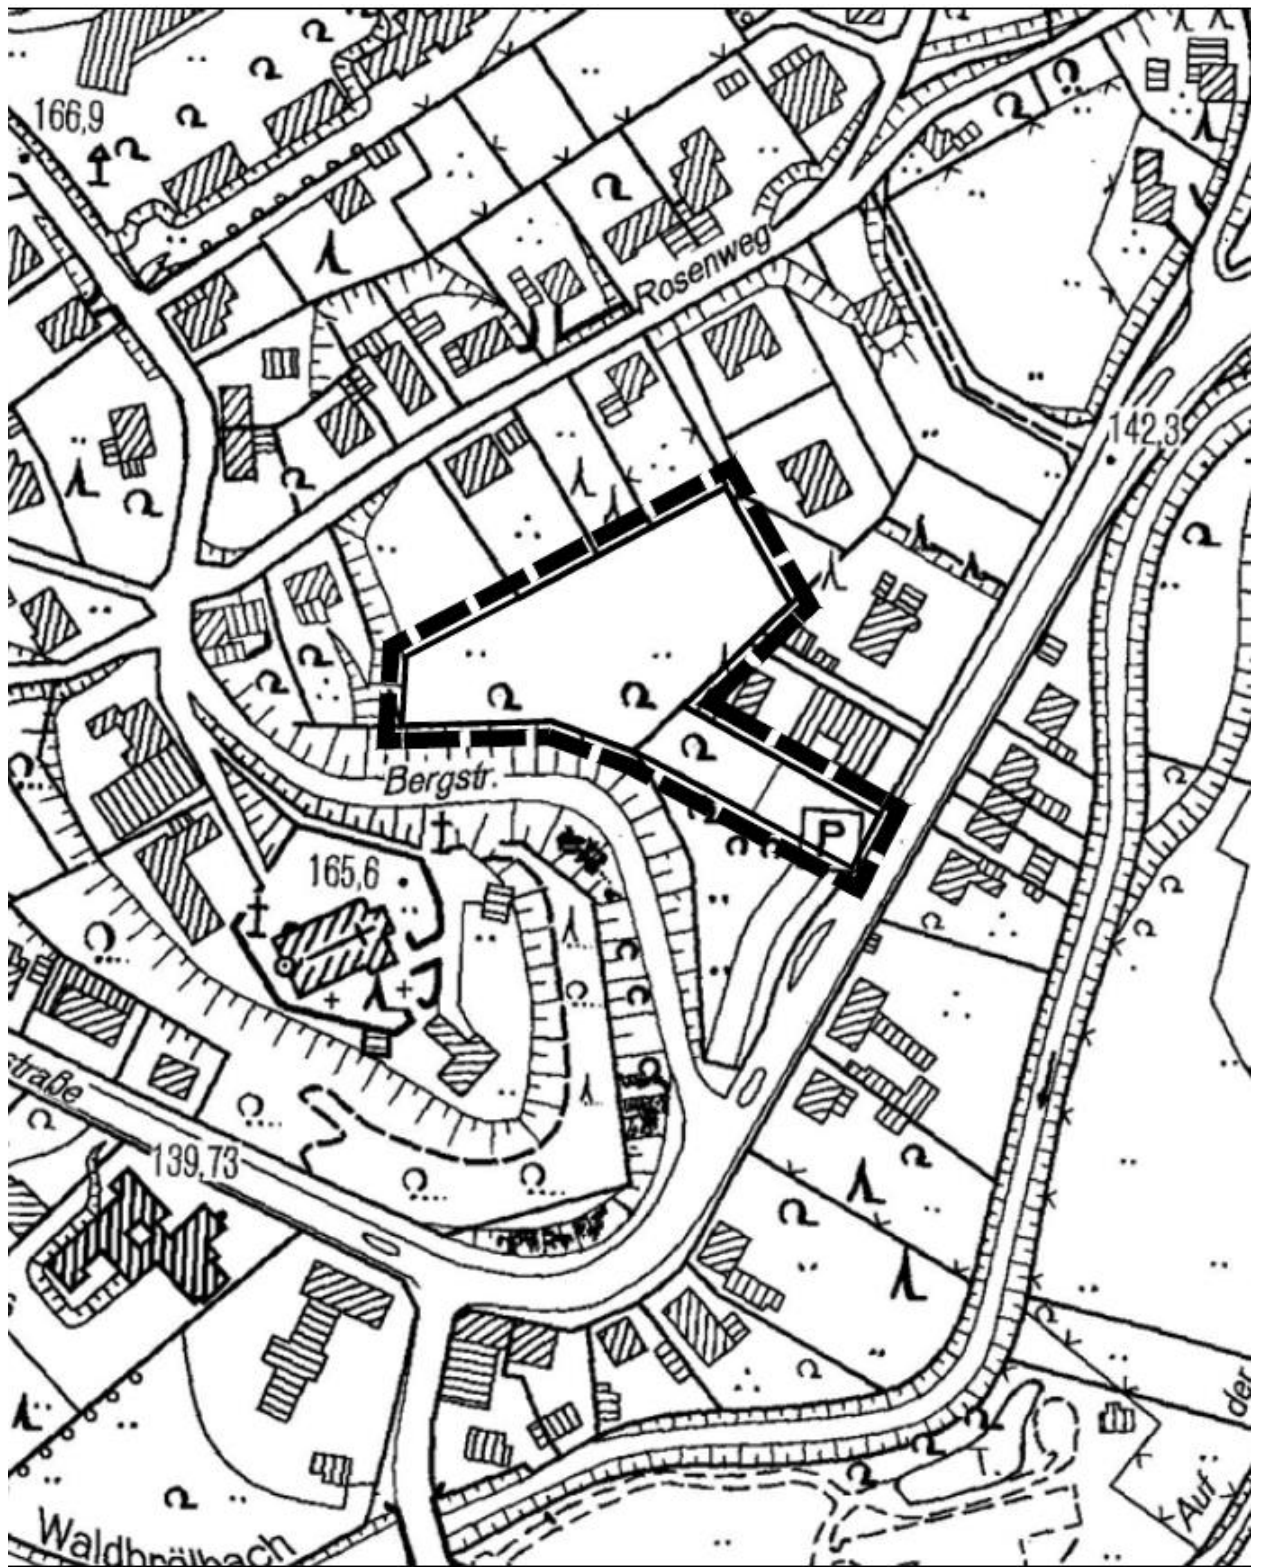 166,9
Rosenweg
142,3
Bergstr.
P
165,6
straße
139,73
der
Auf
Waldbrölbach